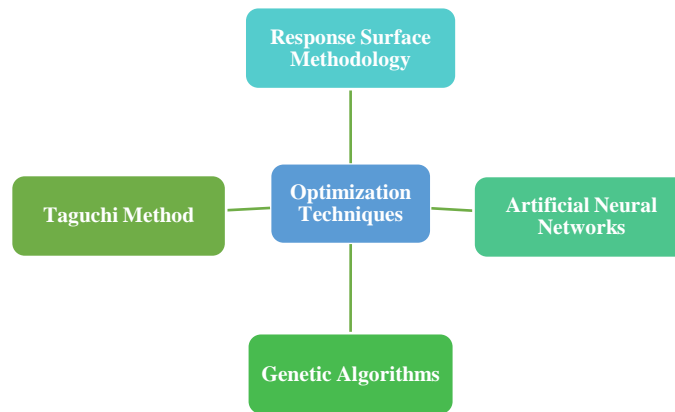 Response Surface
Methodology
Taguchi Method
Optimization
Techniques
Artificial Neural
Networks
Genetic Algorithms